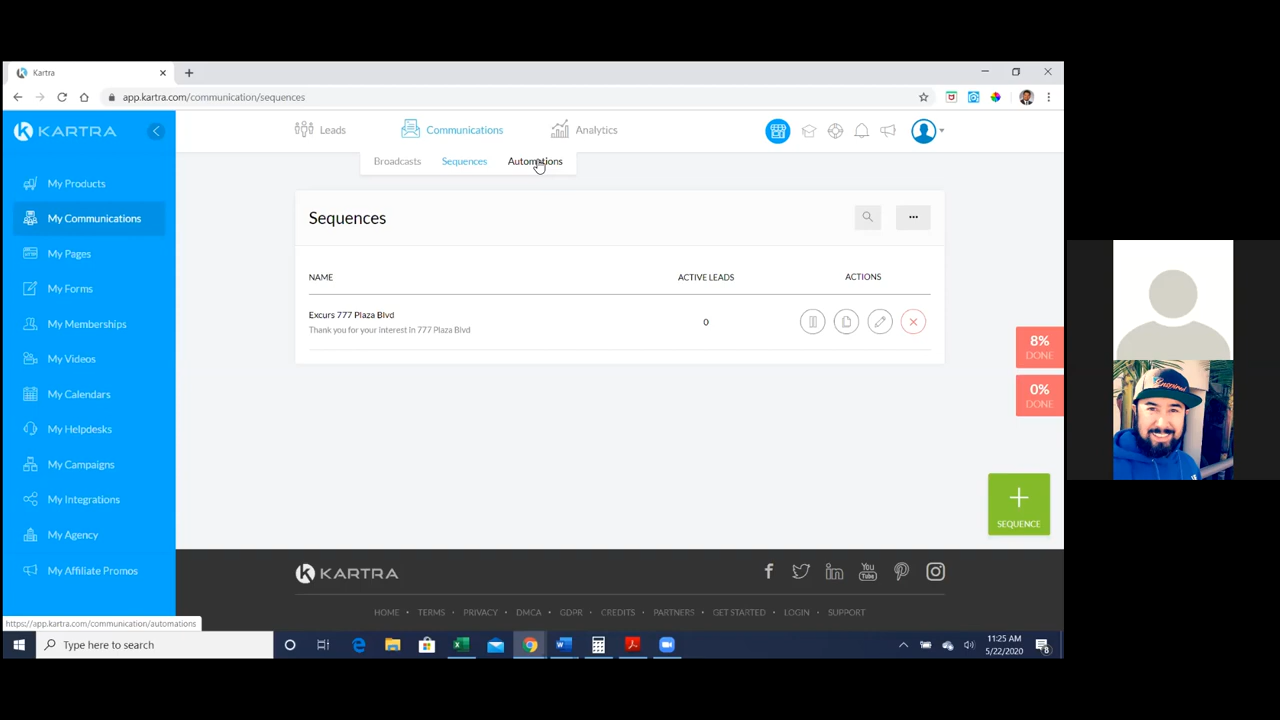 Kartra
app.kartra.com/communication/sequences
KARTRA
Leads
Communications
Analytics
Broadcasts
Sequences
Automations
My Products
My Communications
My Pages
My Forms
My Memberships
My Videos
My Calendars
My Helpdesks
My Campaigns
My Integrations
My Agency
My Affiliate Promos
Sequences
NAME
ACTIVE LEADS
ACTIONS
Excurs 777 Plaza Blvd
0
Thank you for your interest in 777 Plaza Blvd
8%
DONE
0%
DONE
SEQUENCE
Inspired
KARTRA
You
Tube
HOME • TERMS • PRIVACY • DMCA • GDPR • CREDITS • PARTNERS • GET STARTED • LOGIN • SUPPORT
https://app.kartra.com/communication/automations
Type here to search
11:25 AM
5/22/2020
8